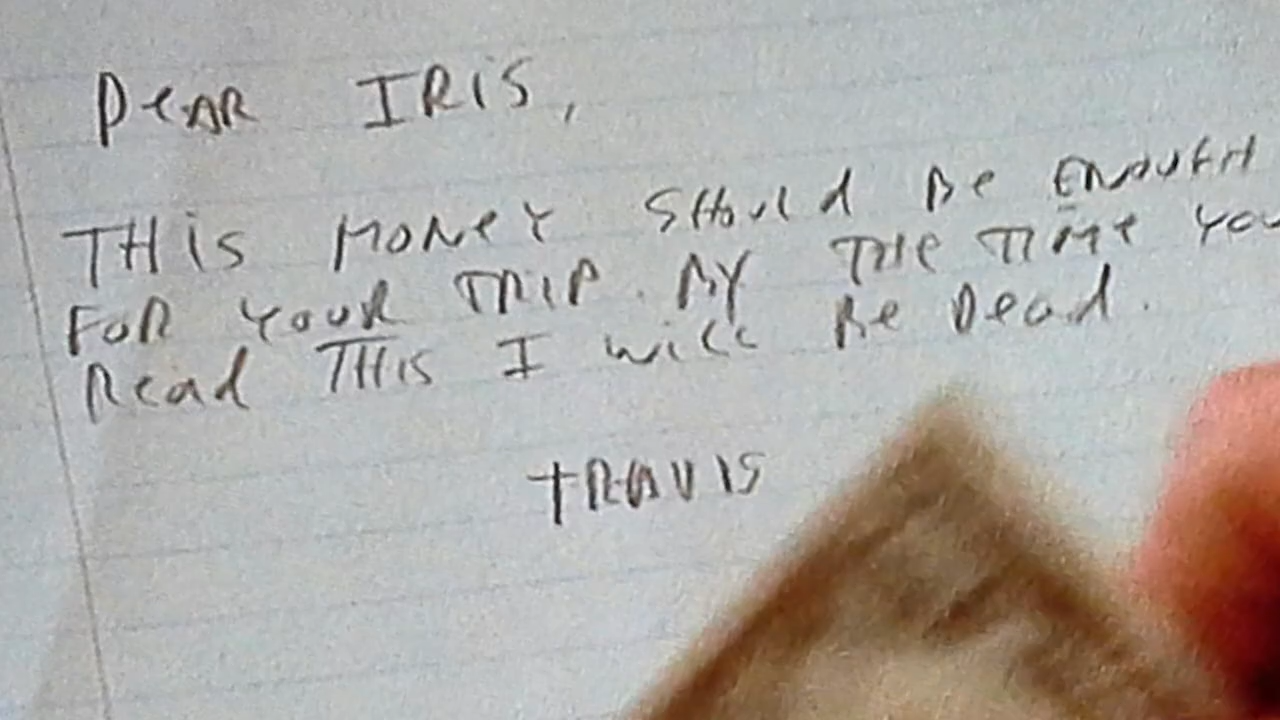 DEAR IRIS,
THIS MONEY SHOULD BE ENOUGH
FOR YOUR TRIP. BY THE TIME YOU
READ THIS I WILL BE DEAD.
TRAVIS